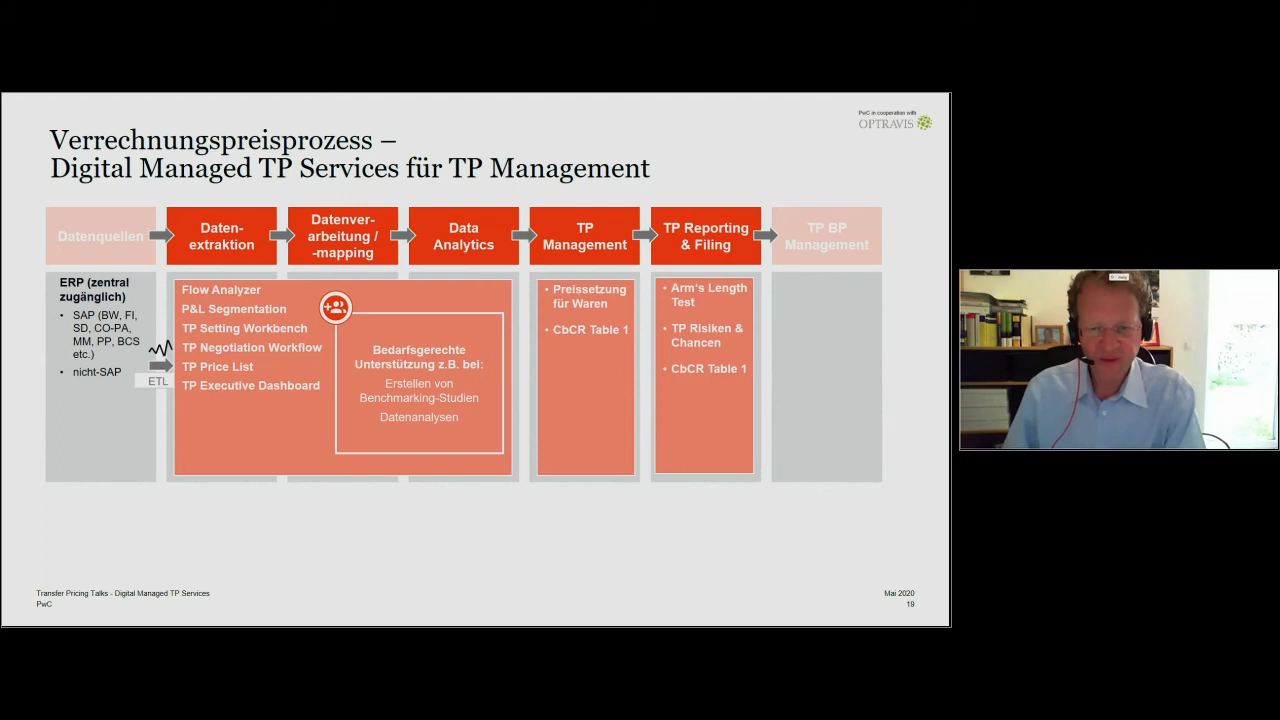 PwC in cooperation with
OPTRAVIS
Verrechnungspreisprozess –
Digital Managed TP Services für TP Management
Datenquellen
Daten-
extraktion
Datenver-
arbeitung /
-mapping
Data
Analytics
TP
Management
TP Reporting
& Filing
TP BP
Management
ERP (zentral
zugänglich)
• SAP (BW, FI,
SD, CO-PA,
MM, PP, BCS
etc.)
• nicht-SAP
ETL
Flow Analyzer
P&L Segmentation
TP Setting Workbench
TP Negotiation Workflow
TP Price List
TP Executive Dashboard
Bedarfsgerechte
Unterstützung z.B. bei:
Erstellen von
Benchmarking-Studien
Datenanalysen
• Preissetzung
für Waren
• CbCR Table 1
• Arm's Length
Test
• TP Risiken &
Chancen
• CbCR Table 1
Transfer Pricing Talks - Digital Managed TP Services
PwC
Mai 2020
19